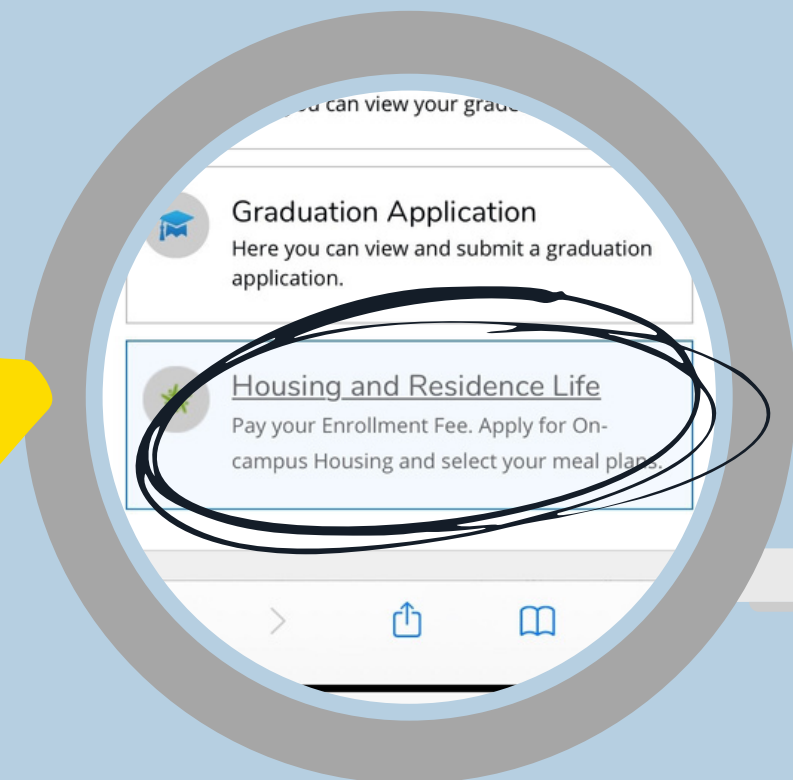 you can view your grades
Graduation Application
Here you can view and submit a graduation
application.
Housing and Residence Life
Pay your Enrollment Fee. Apply for On-
campus Housing and select your meal plans.